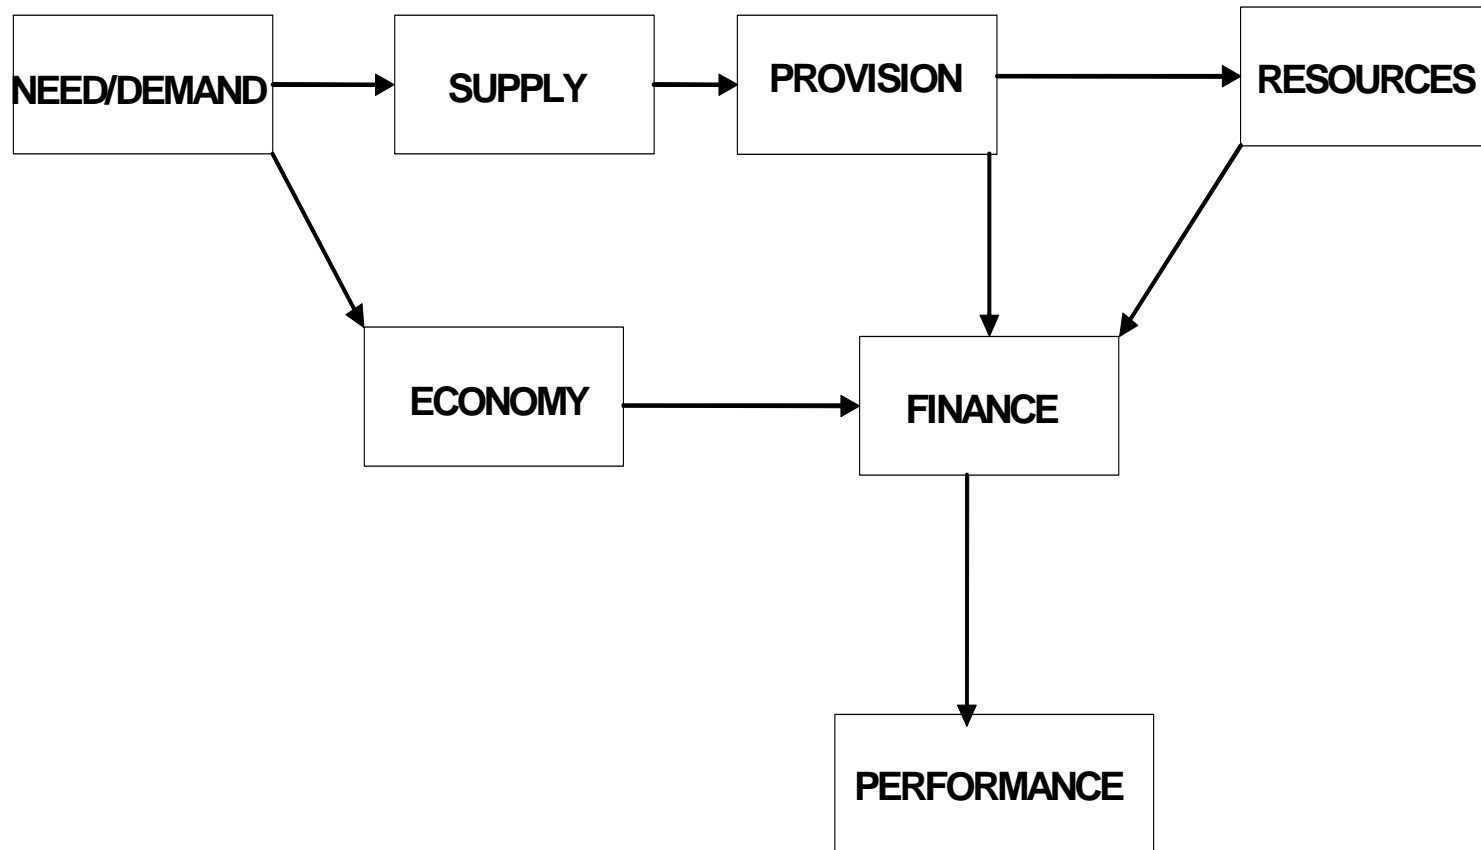 NEED/DEMAND
SUPPLY
PROVISION
RESOURCES
ECONOMY
FINANCE
PERFORMANCE